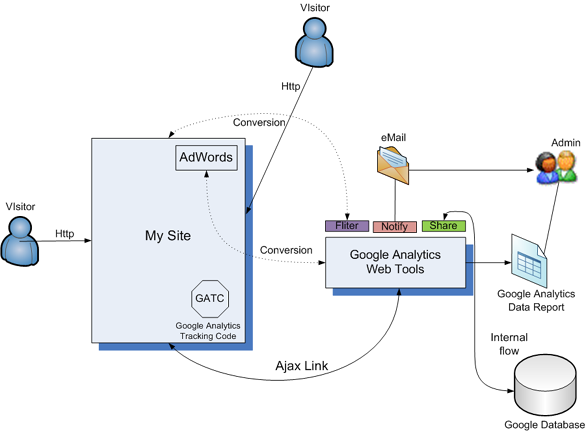 VIsitor
Http
Conversion
eMail
Admin
AdWords
VIsitor
Http
My Site
Fliter
Notify
Share
Conversion
Google Analytics
Web Tools
GATC
Google Analytics
Tracking Code
Google Analytics
Data Report
Internal
flow
Ajax Link
Google Database